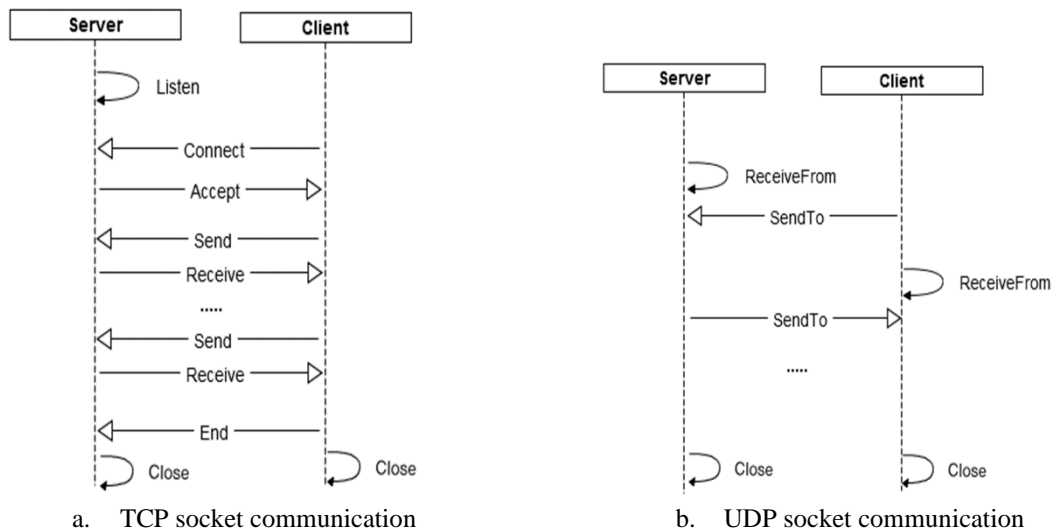 Server Client
Listen
Connect
Accept
Send
Receive
.....
Send
Receive
End
Close Close
a. TCP socket communication
Server Client
ReceiveFrom
SendTo
ReceiveFrom
SendTo
.....
Close Close
b. UDP socket communication